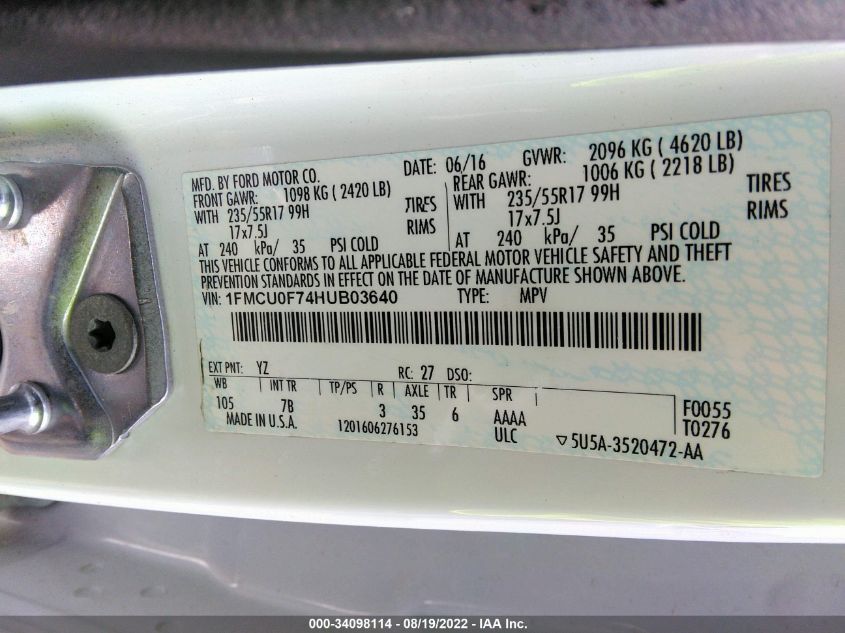 MFD. BY FORD MOTOR CO. DATE: 06/16 GVWR: 2096 KG ( 4620 LB)
FRONT GAWR: 1098 KG ( 2420 LB) REAR GAWR: 1006 KG ( 2218 LB)
WITH 235/55R17 99H TIRES WITH 235/55R17 99H TIRES
17x7.5J RIMS 17x7.5J RIMS
AT 240 kPa/ 35 PSI COLD AT 240 kPa/ 35 PSI COLD
THIS VEHICLE CONFORMS TO ALL APPLICABLE FEDERAL MOTOR VEHICLE SAFETY AND THEFT
PREVENTION STANDARDS IN EFFECT ON THE DATE OF MANUFACTURE SHOWN ABOVE.
VIN: 1FMCU0F74HUB03640 TYPE: MPV
EXT PNT: YZ RC: 27 DSO:
WB INT TR TP/PS R AXLE TR SPR
105 7B 3 35 6 AAAA F0055
MADE IN U.S.A. 1201606276153 ULC T0276
▽5U5A-3520472-AA
000-34098114 - 08/19/2022 - IAA Inc.